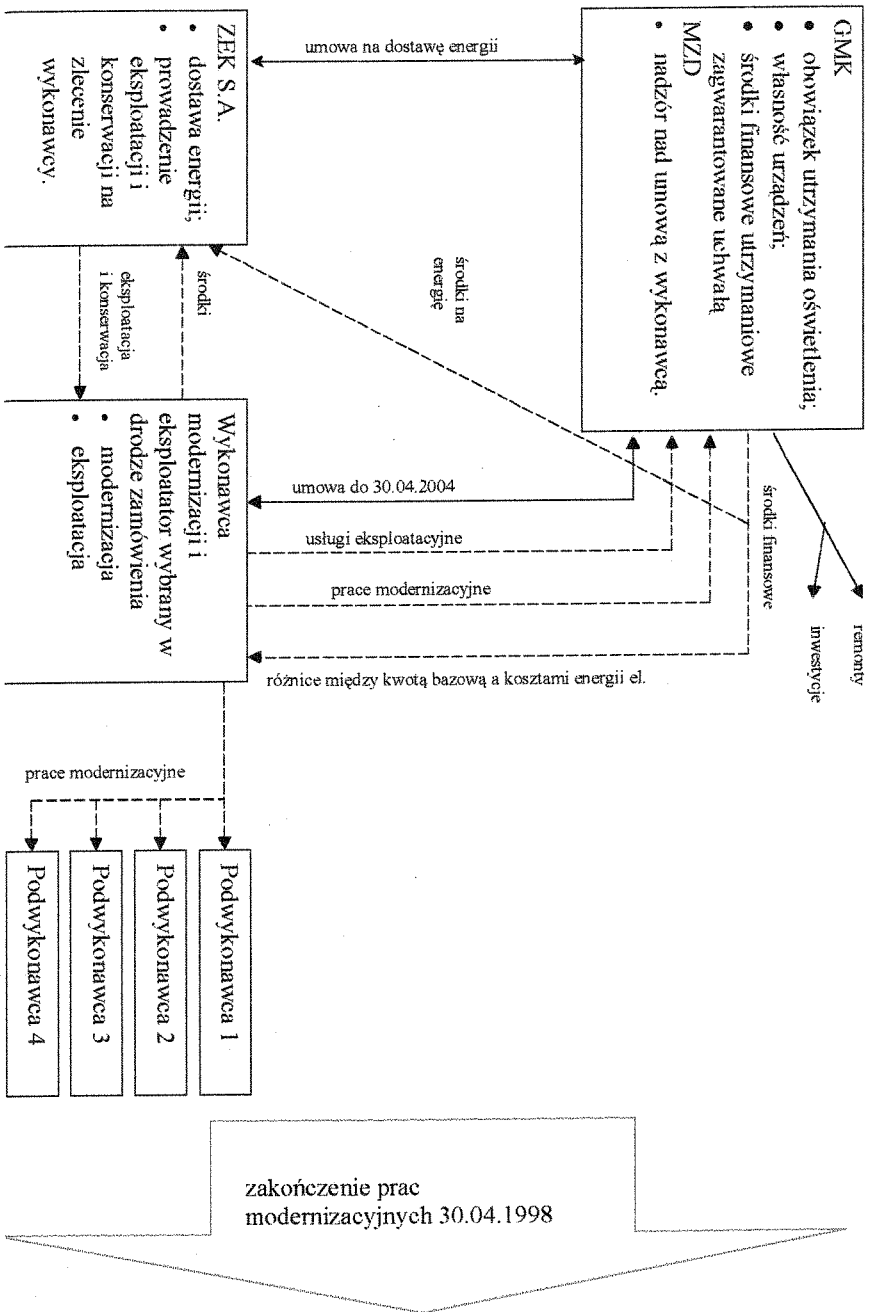 GMK
• obowiązek utrzymania oświetlenia;
• własność urządzeń;
• środki finansowe utrzymaniowe
zagwarantowane uchwałą
MZD
• nadzór nad umową z wykonawcą.
remonty
inwestycje
środki finansowe
umowa na dostawę energii
środki na
energię
umowa do 30.04.2004
usługi eksploatacyjne
prace modernizacyjne
różnice między kwotą bazową a kosztami energii el.
ZEK S.A.
• dostawa energii;
• prowadzenie
eksploatacji i
konserwacji na
zlecenie
wykonawcy.
środki
eksploatacja
i konserwacja
Wykonawca
modernizacji i
eksploatator wybrany w
drodze zamówienia
• modernizacja
• eksploatacja
prace modernizacyjne
Podwykonawca 1
Podwykonawca 2
Podwykonawca 3
Podwykonawca 4
zakończenie prac
modernizacyjnych 30.04.1998